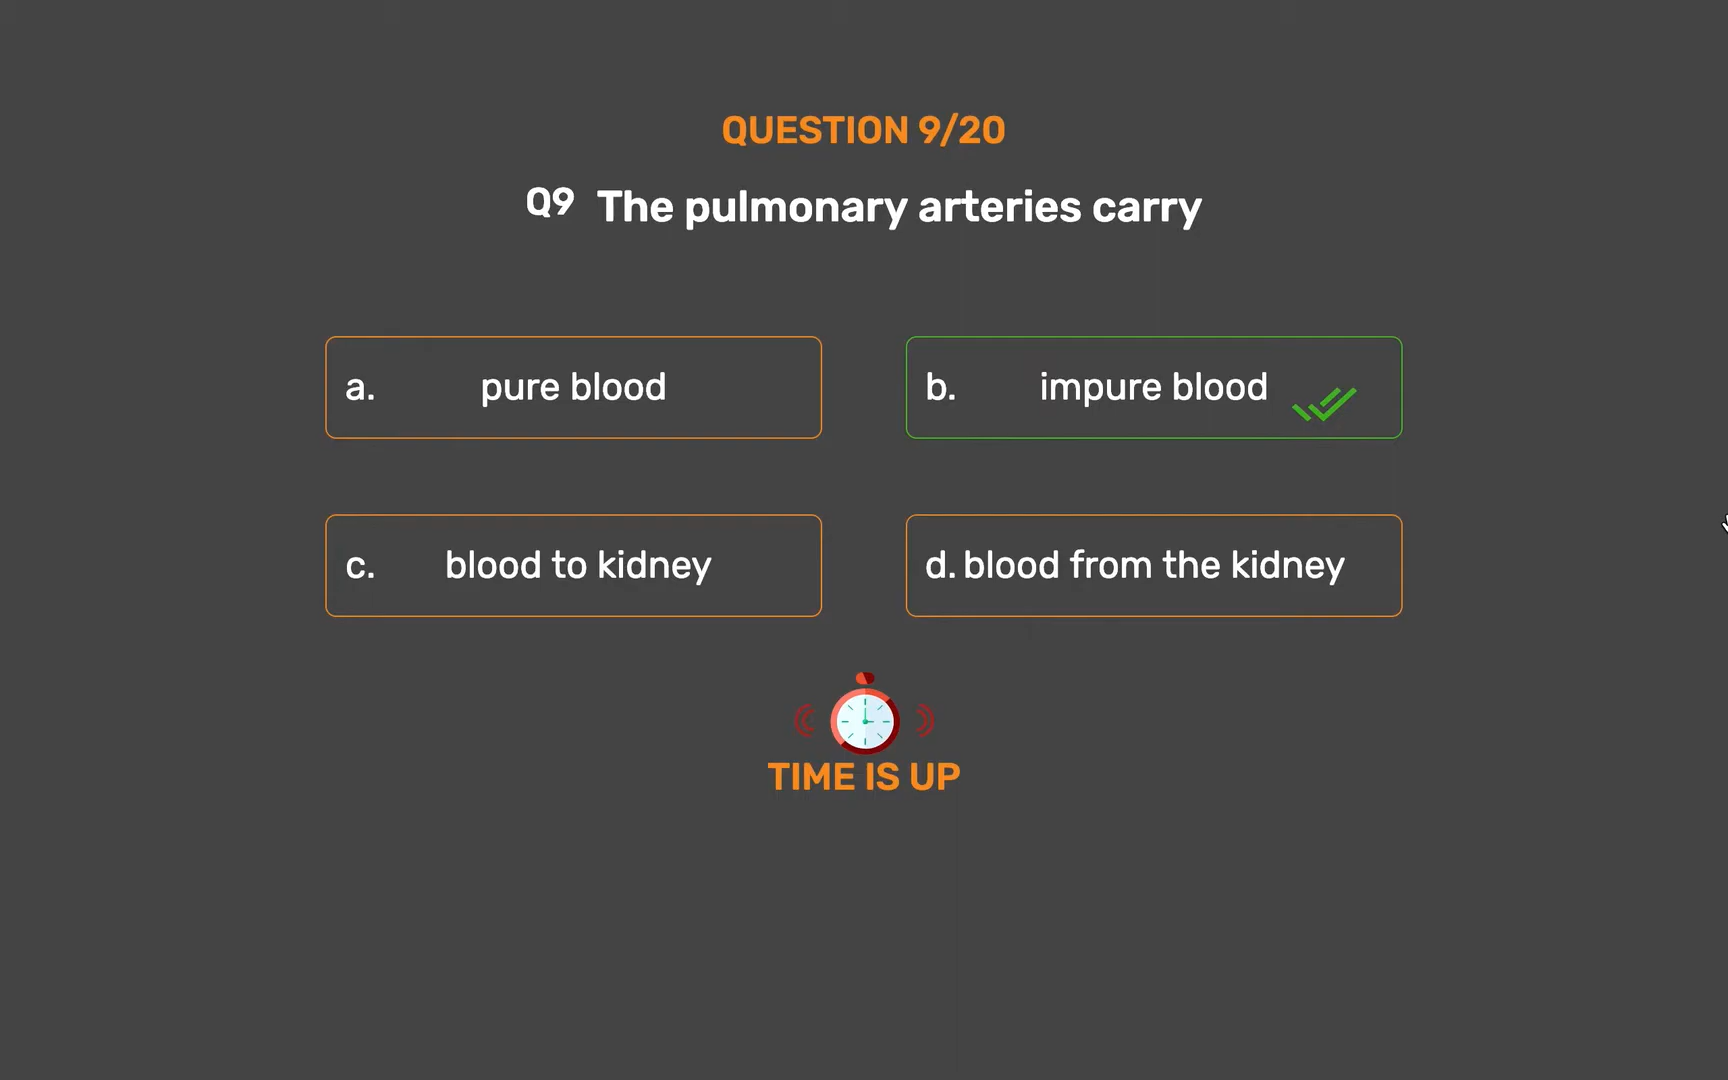 QUESTION 9/20
Q9 The pulmonary arteries carry
a. pure blood
b. impure blood
c. blood to kidney
d. blood from the kidney
TIME IS UP